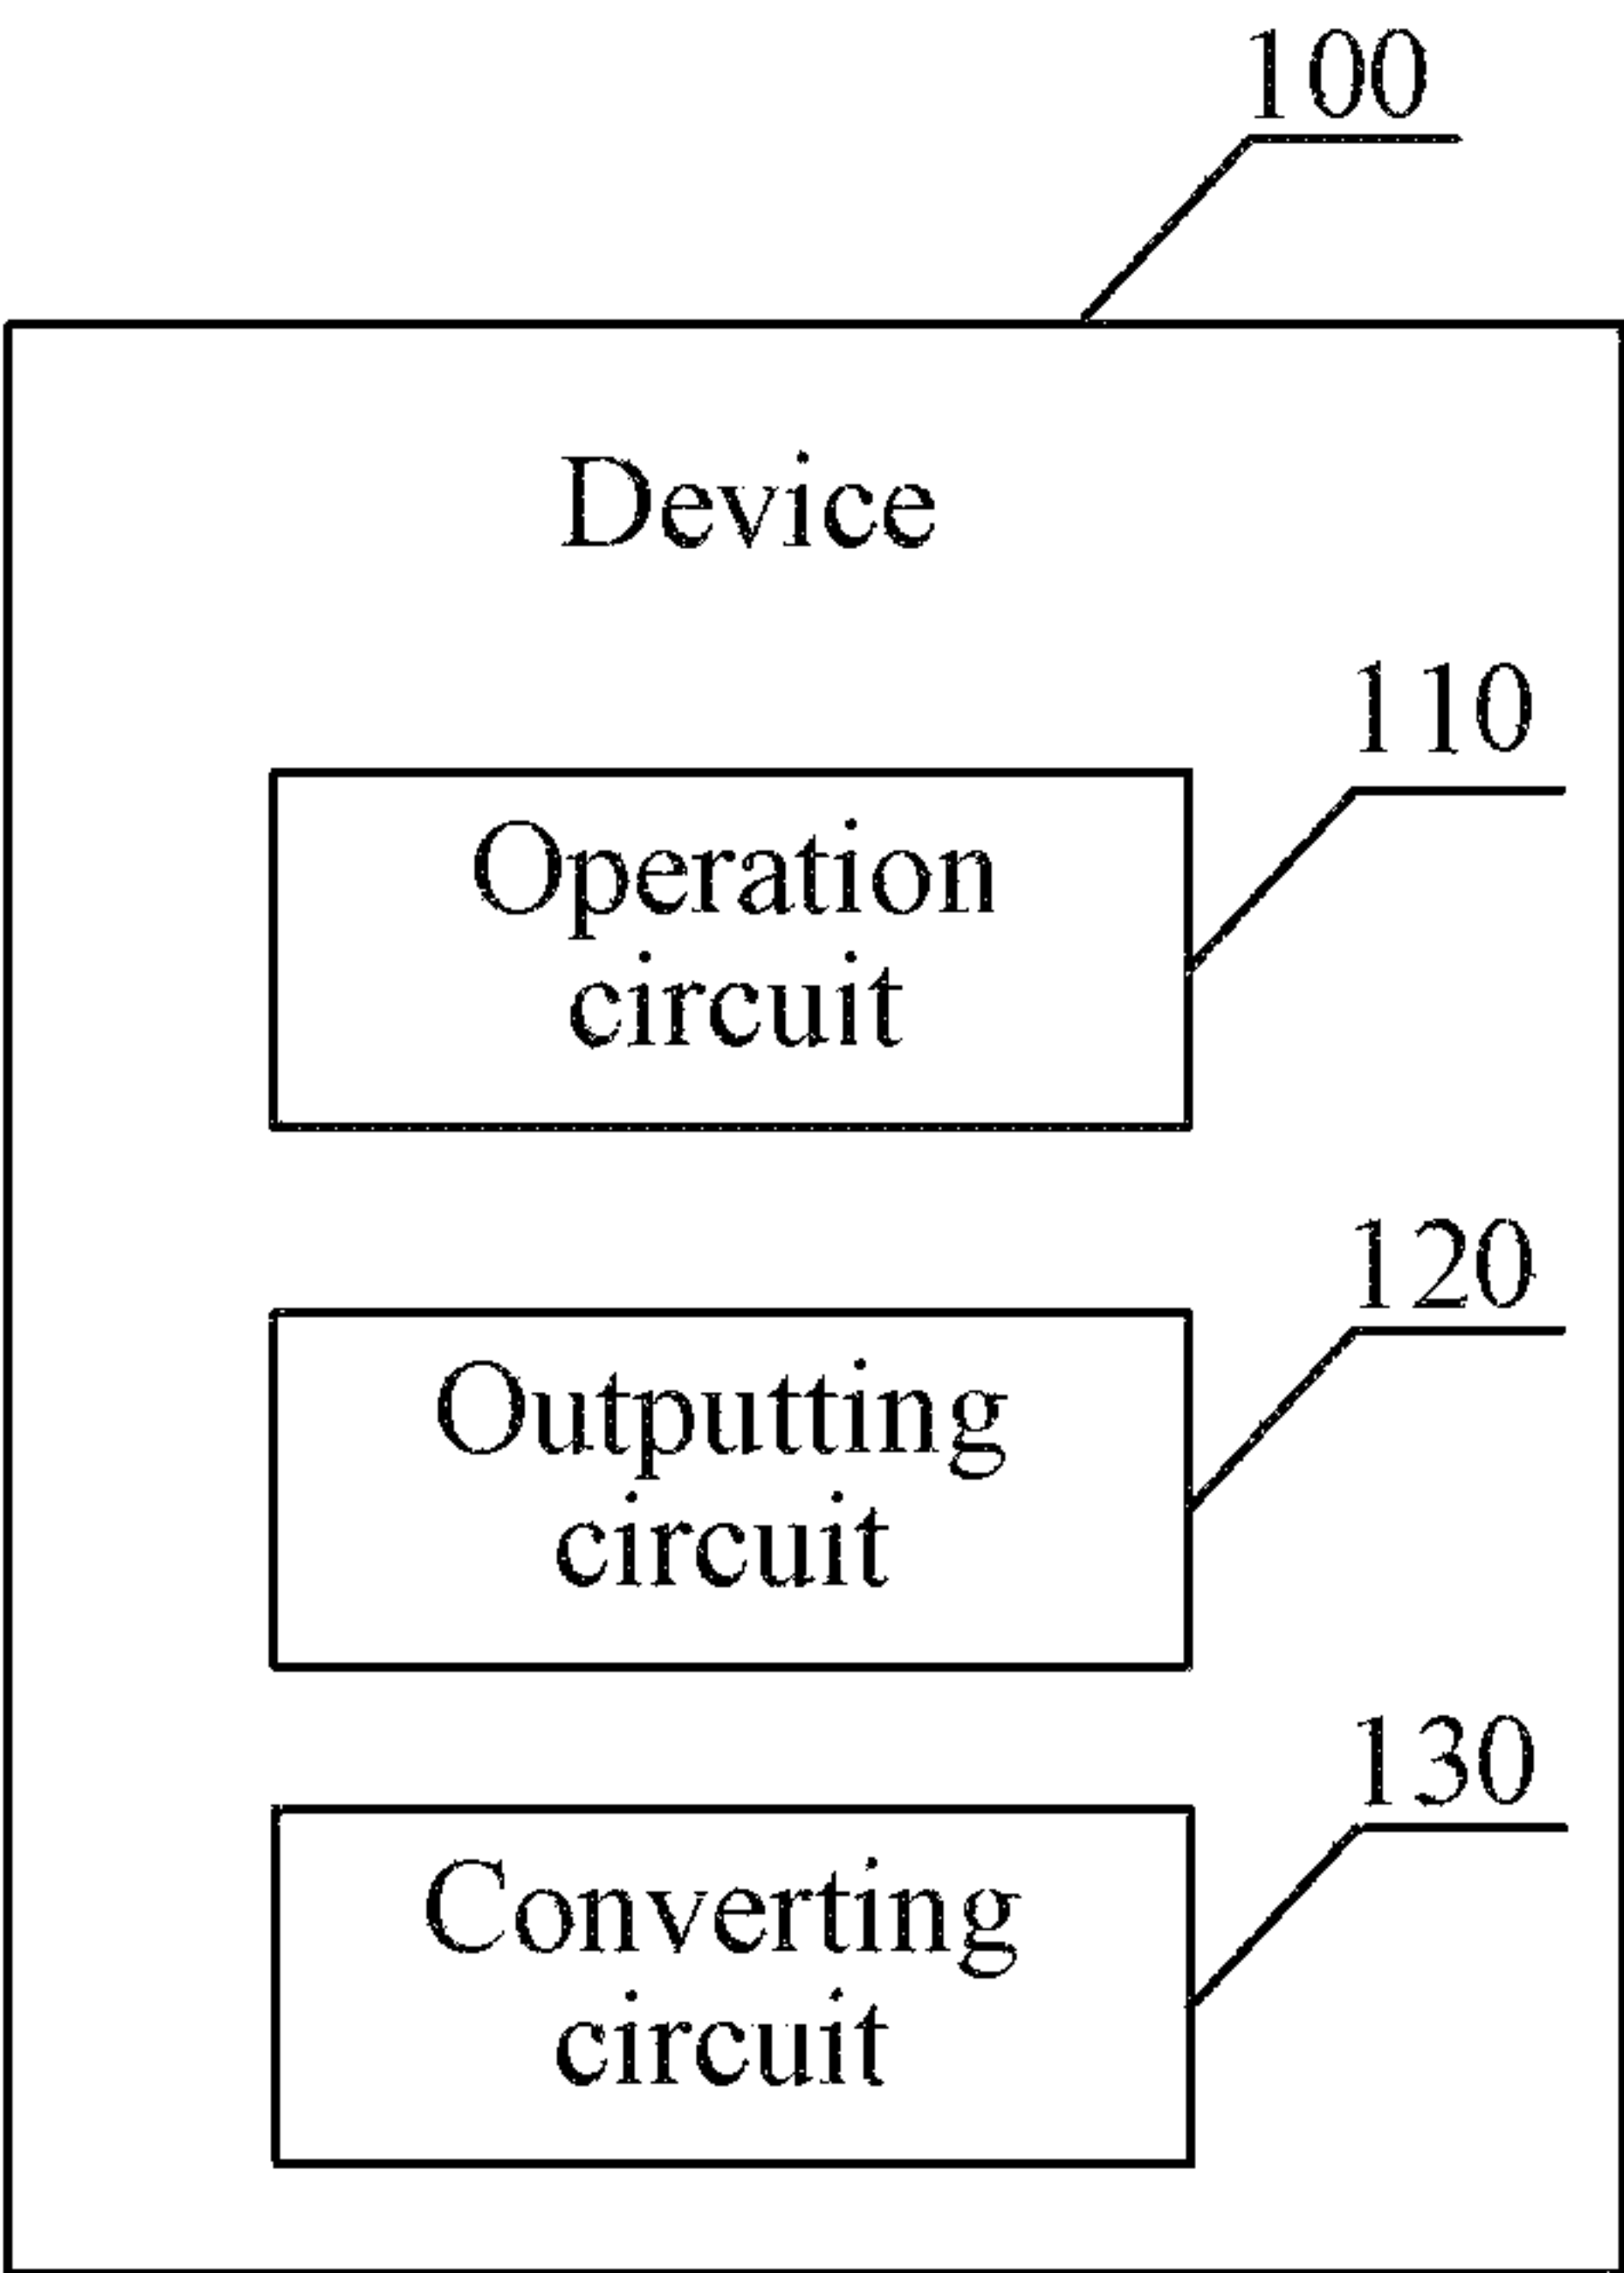 100
Device
110
Operation
circuit
120
Outputting
circuit
130
Converting
circuit